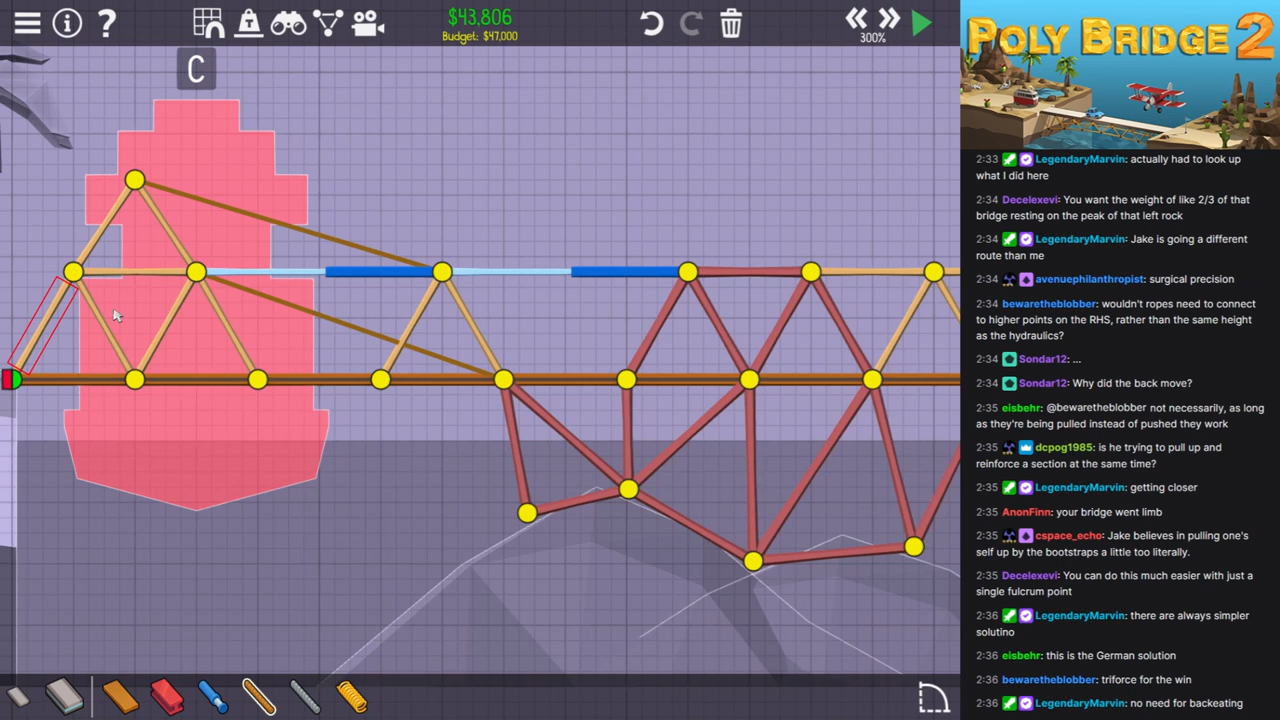 $43,806
Budget: $47,000
300%
C
POLY BRIDGE 2
2:33 LegendaryMarvin: actually had to look up
what I did here
2:34 Decelexevi: You want the weight of like 2/3 of that
bridge resting on the peak of that left rock
2:34 LegendaryMarvin: Jake is going a different
route than me
2:34 avenuephilanthropist: surgical precision
2:34 bewaretheblobber: wouldn't ropes need to connect
to higher points on the RHS, rather than the same height
as the hydraulics?
2:34 Sondar12: ...
2:34 Sondar12: Why did the back move?
2:35 eisbehr: @bewaretheblobber not necessarily, as long
as they're being pulled instead of pushed they work
2:35 dcpog1985: is he trying to pull up and
reinforce a section at the same time?
2:35 LegendaryMarvin: getting closer
2:35 AnonFinn: your bridge went limb
2:35 cspace_echo: Jake believes in pulling one's
self up by the bootstraps a little too literally.
2:35 Decelexevi: You can do this much easier with just a
single fulcrum point
2:36 LegendaryMarvin: there are always simpler
solutino
2:36 eisbehr: this is the German solution
2:36 bewaretheblobber: triforce for the win
2:36 LegendaryMarvin: no need for backeating